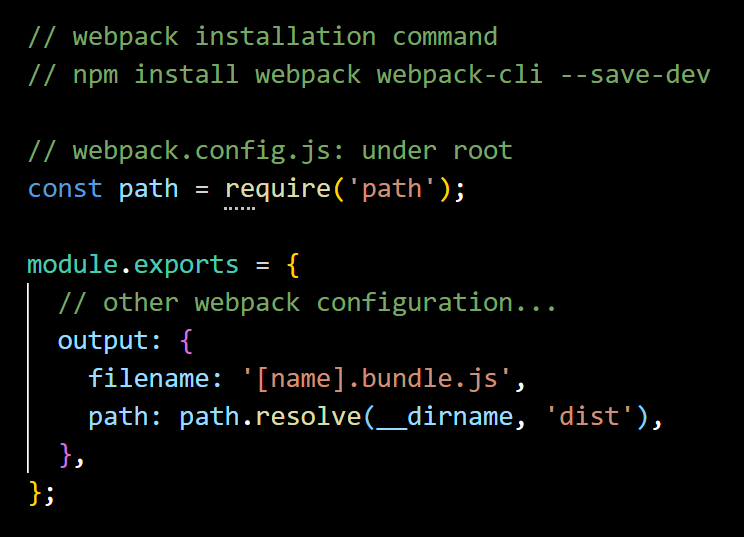 // webpack installation command
// npm install webpack webpack-cli --save-dev

// webpack.config.js: under root
const path = require('path');

module.exports = {
  // other webpack configuration...
  output: {
    filename: '[name].bundle.js',
    path: path.resolve(__dirname, 'dist'),
  },
};